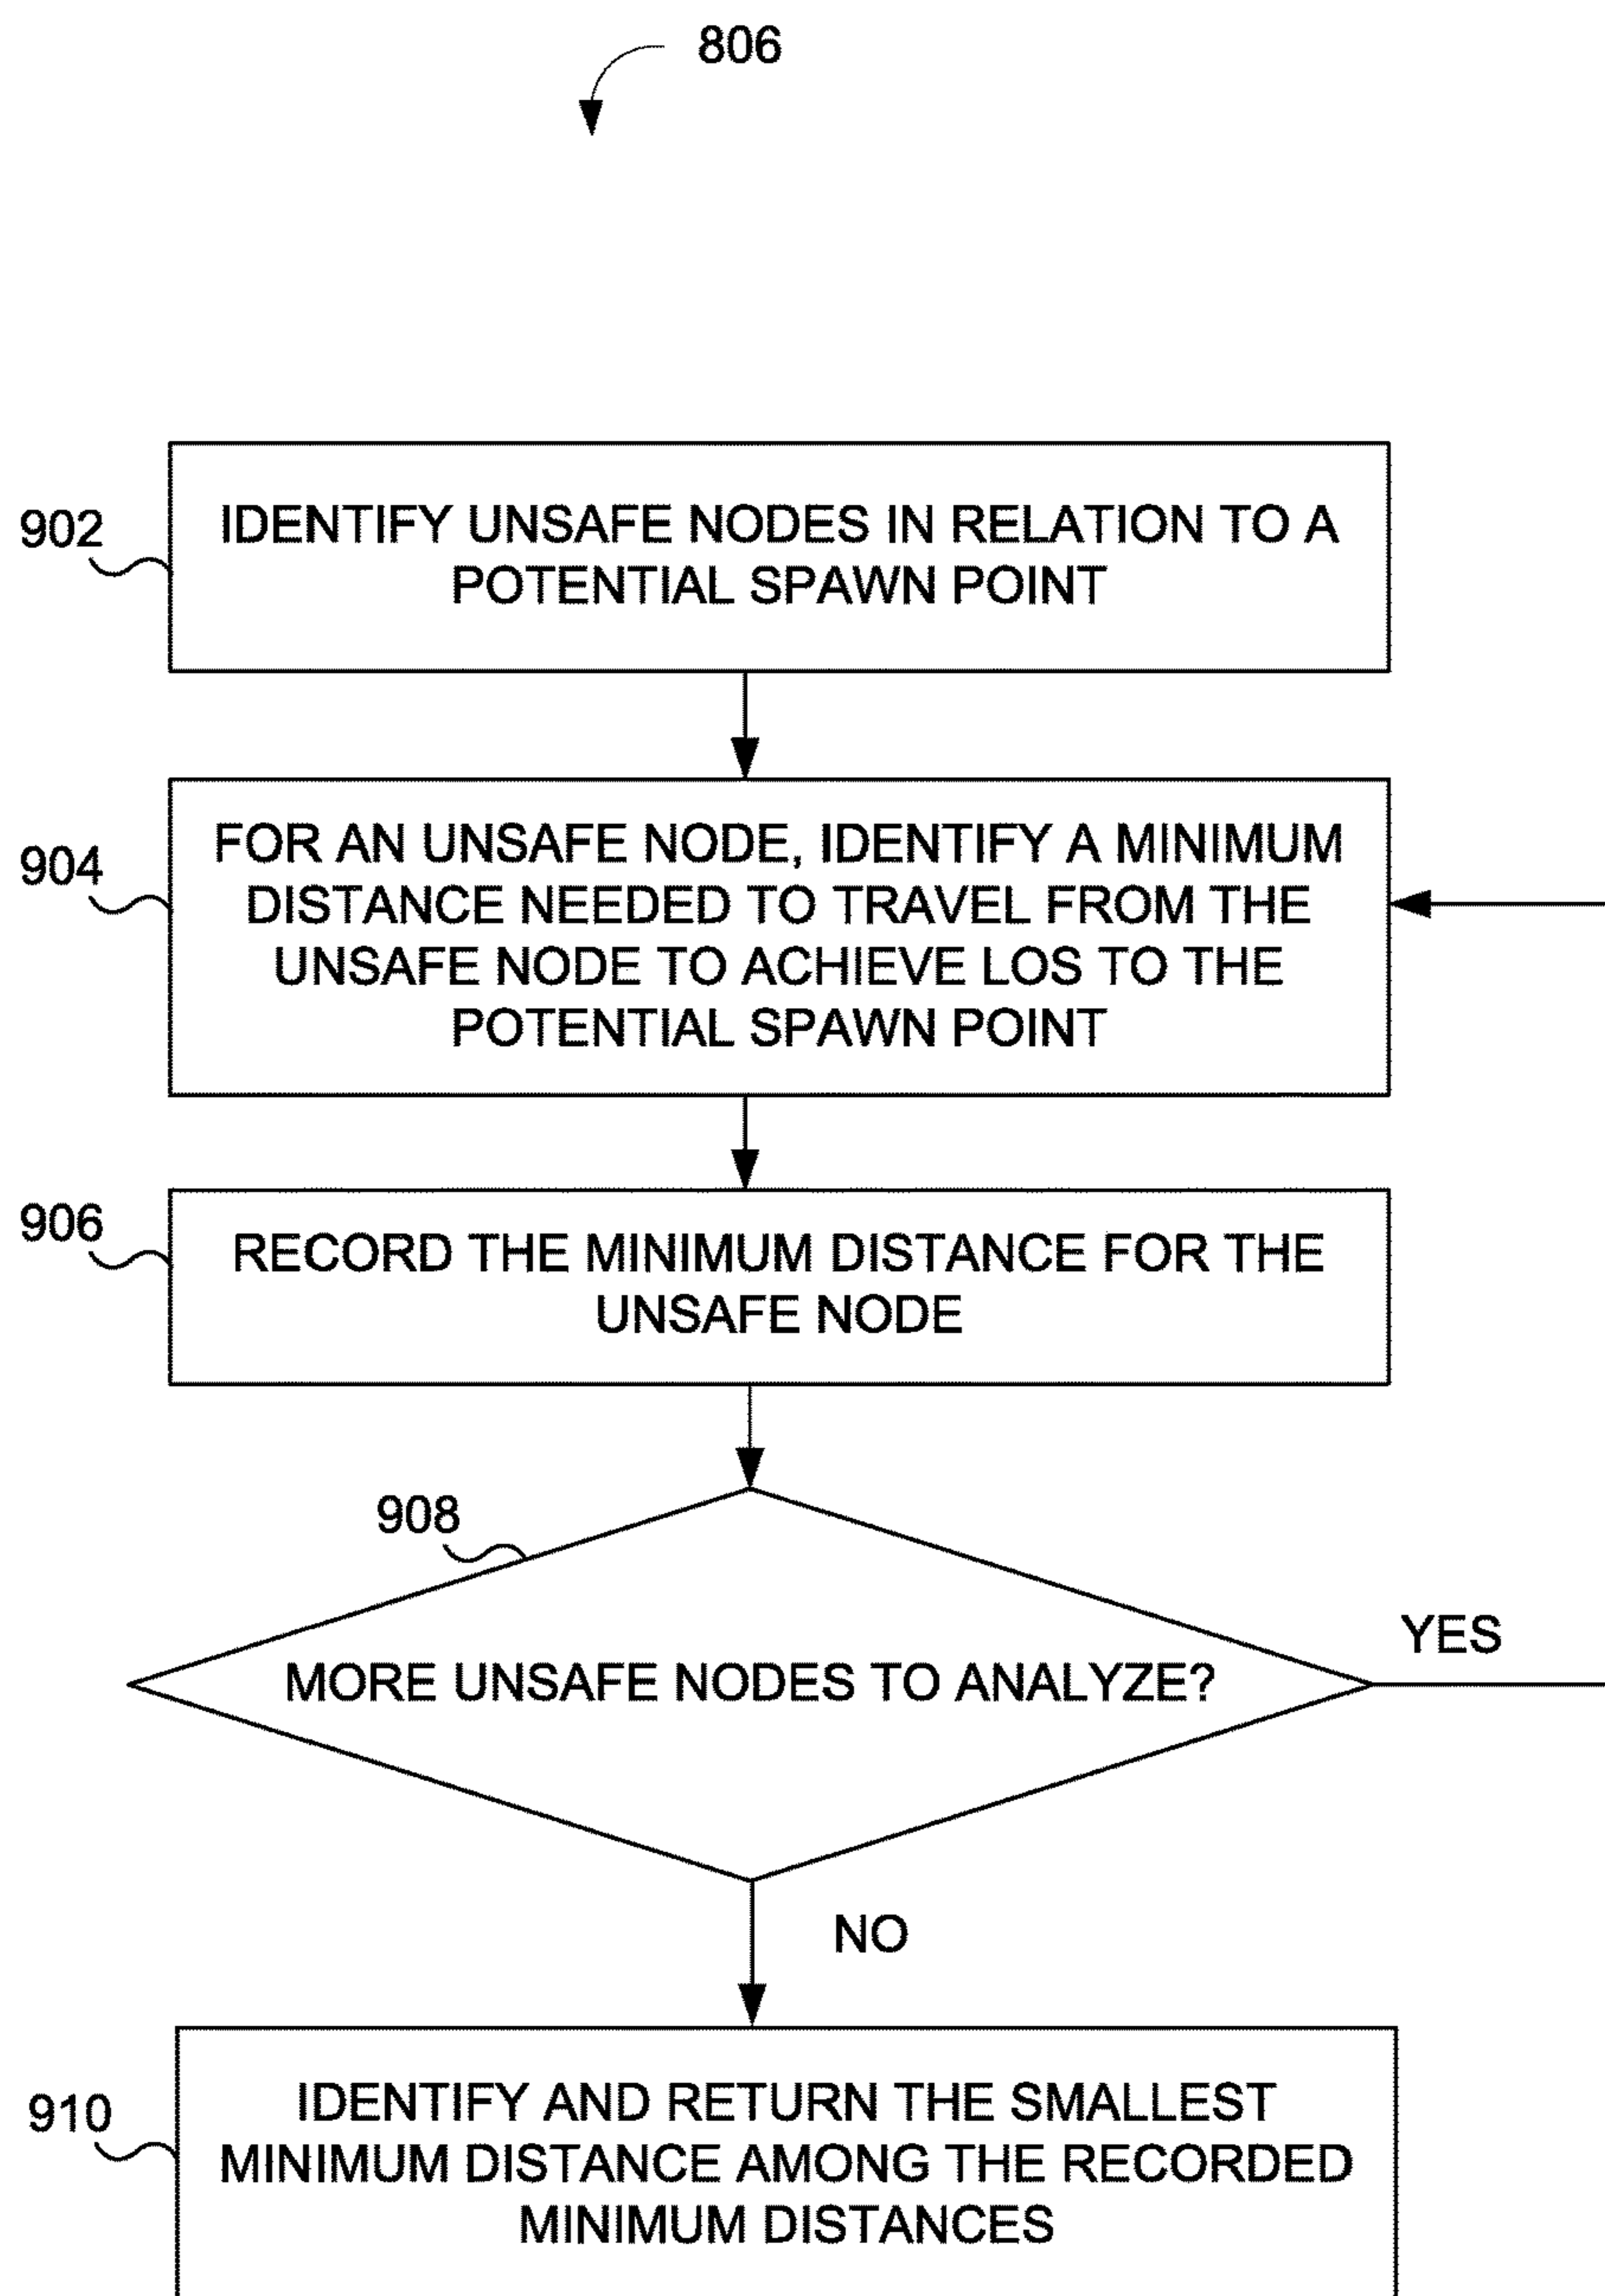 806
902
IDENTIFY UNSAFE NODES IN RELATION TO A
POTENTIAL SPAWN POINT
904
FOR AN UNSAFE NODE, IDENTIFY A MINIMUM
DISTANCE NEEDED TO TRAVEL FROM THE
UNSAFE NODE TO ACHIEVE LOS TO THE
POTENTIAL SPAWN POINT
906
RECORD THE MINIMUM DISTANCE FOR THE
UNSAFE NODE
908
MORE UNSAFE NODES TO ANALYZE?
YES
NO
910
IDENTIFY AND RETURN THE SMALLEST
MINIMUM DISTANCE AMONG THE RECORDED
MINIMUM DISTANCES